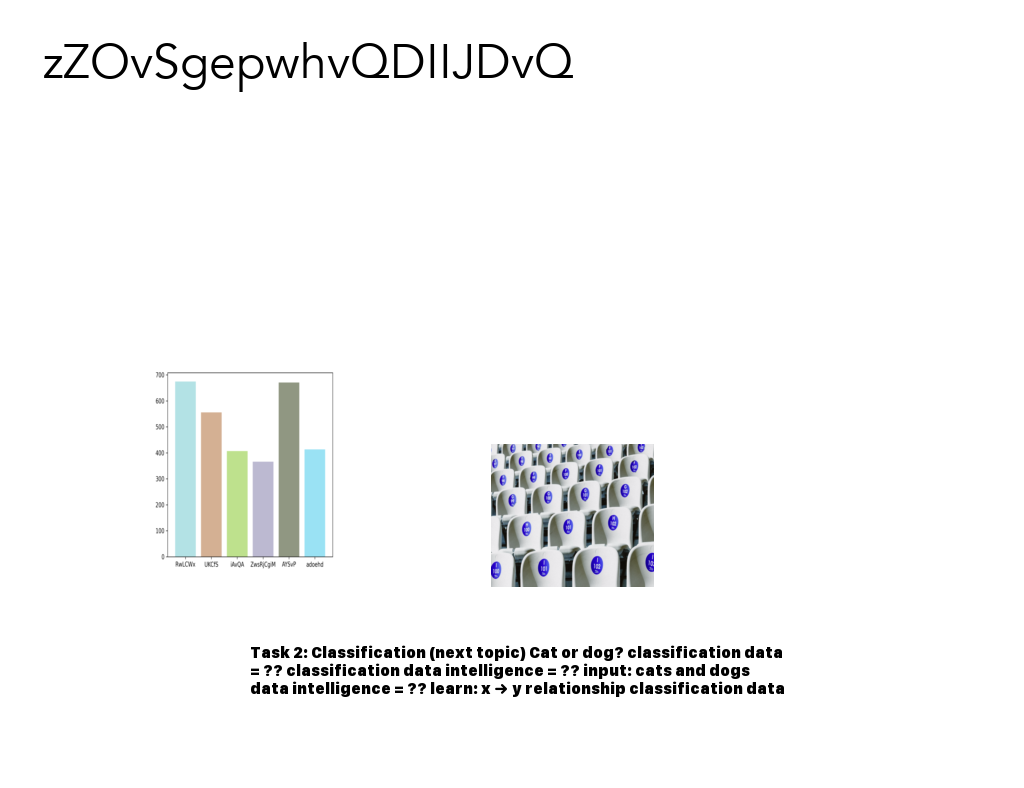 zZOvSgepwhvQDIIJDvQ
700
600
500
400
300
200
100
0
RwLCWx UKCfS iAvQA ZwsRjCgiM AYSvP adoehd
Task 2: Classification (next topic) Cat or dog? classification data
= ?? classification data intelligence = ?? input: cats and dogs
data intelligence = ?? learn: x → y relationship classification data